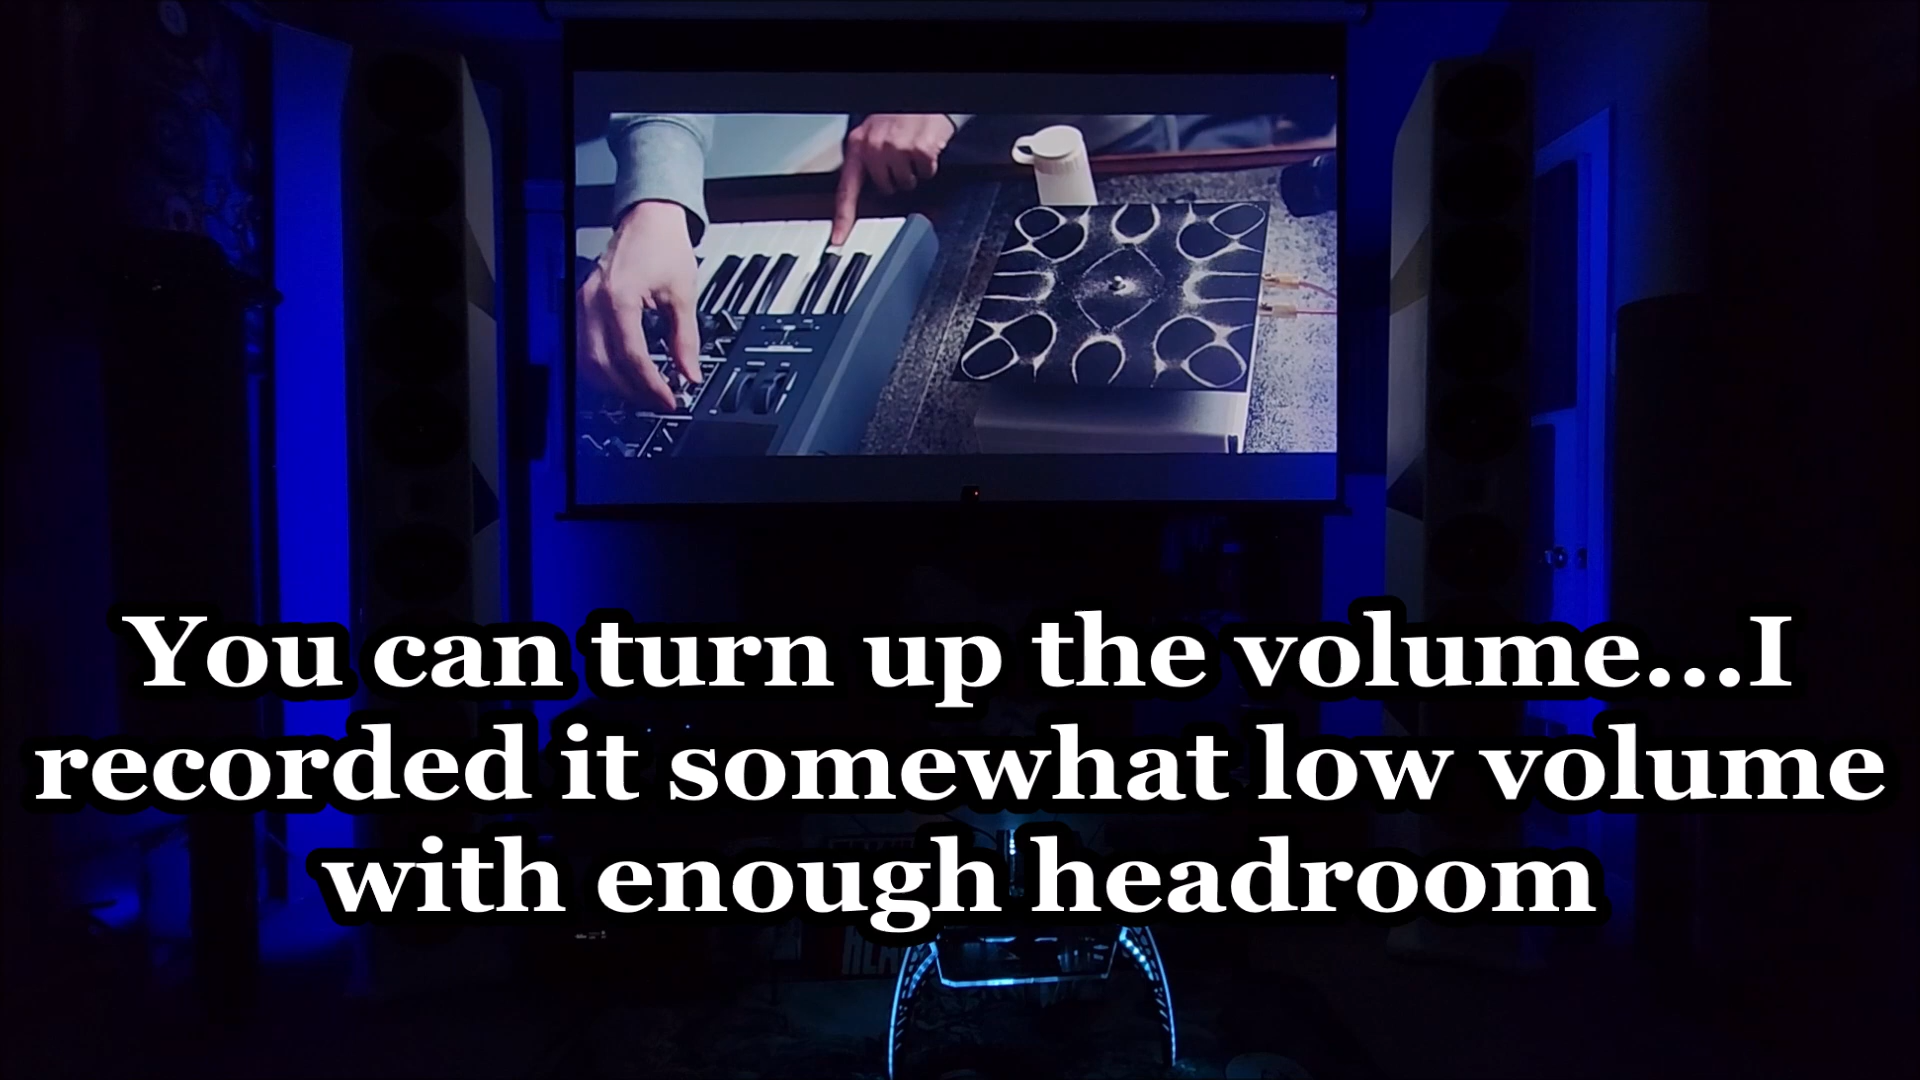 You can turn up the volume...I
recorded it somewhat low volume
with enough headroom